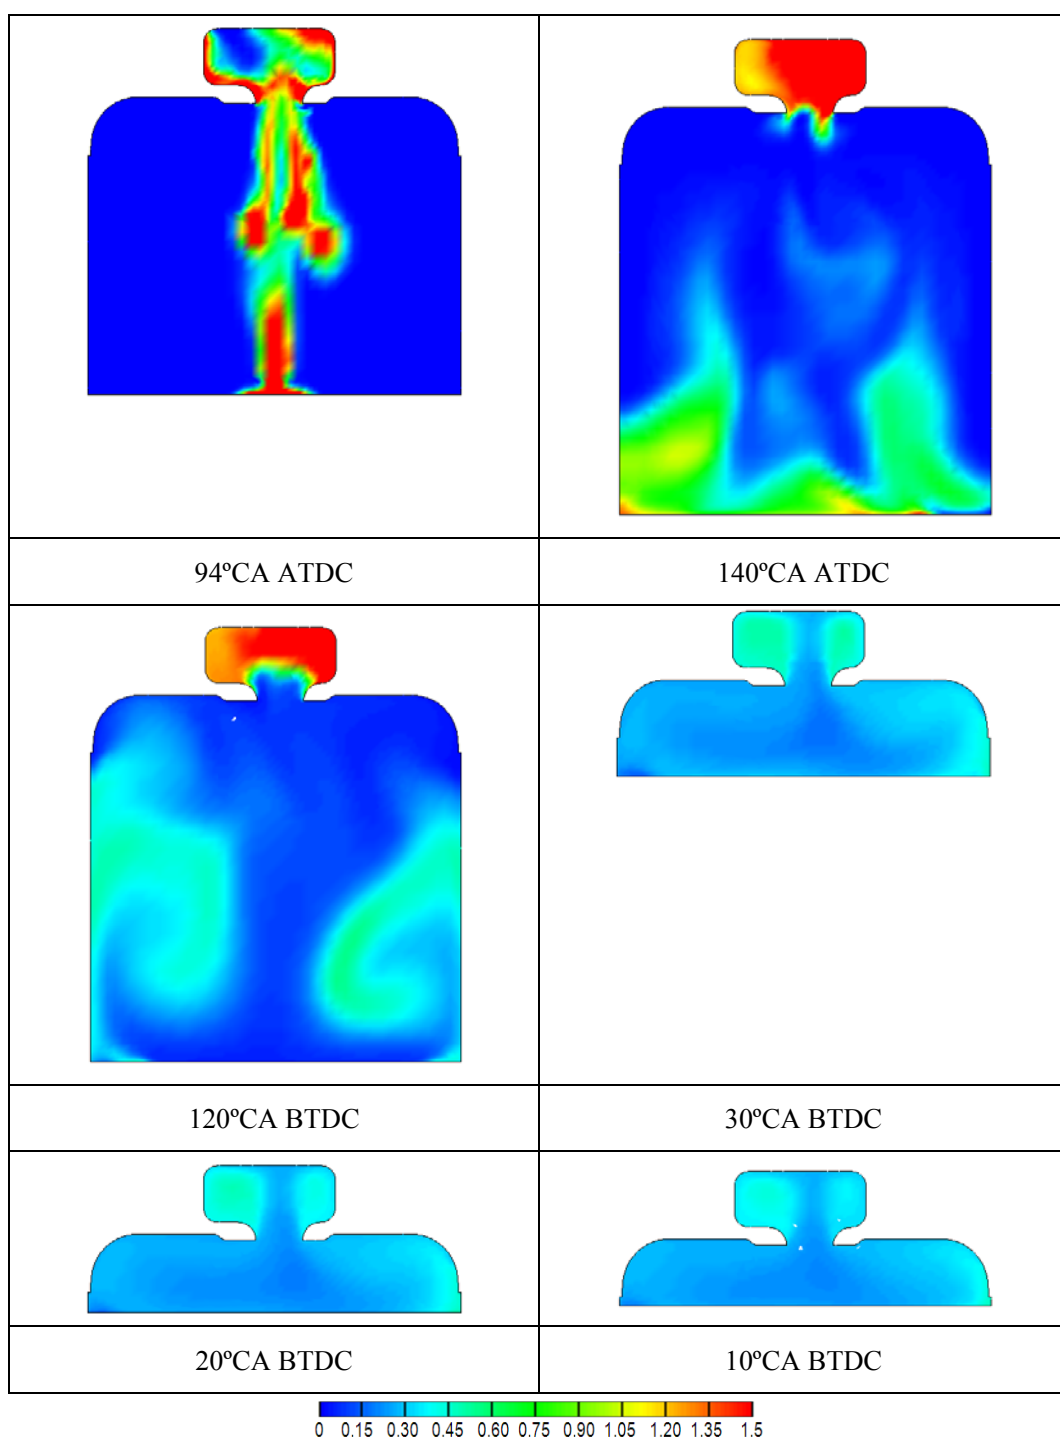 94ºCA ATDC
140ºCA ATDC
120ºCA BTDC
30ºCA BTDC
20ºCA BTDC
10ºCA BTDC
0 0.15 0.30 0.45 0.60 0.75 0.90 1.05 1.20 1.35 1.5